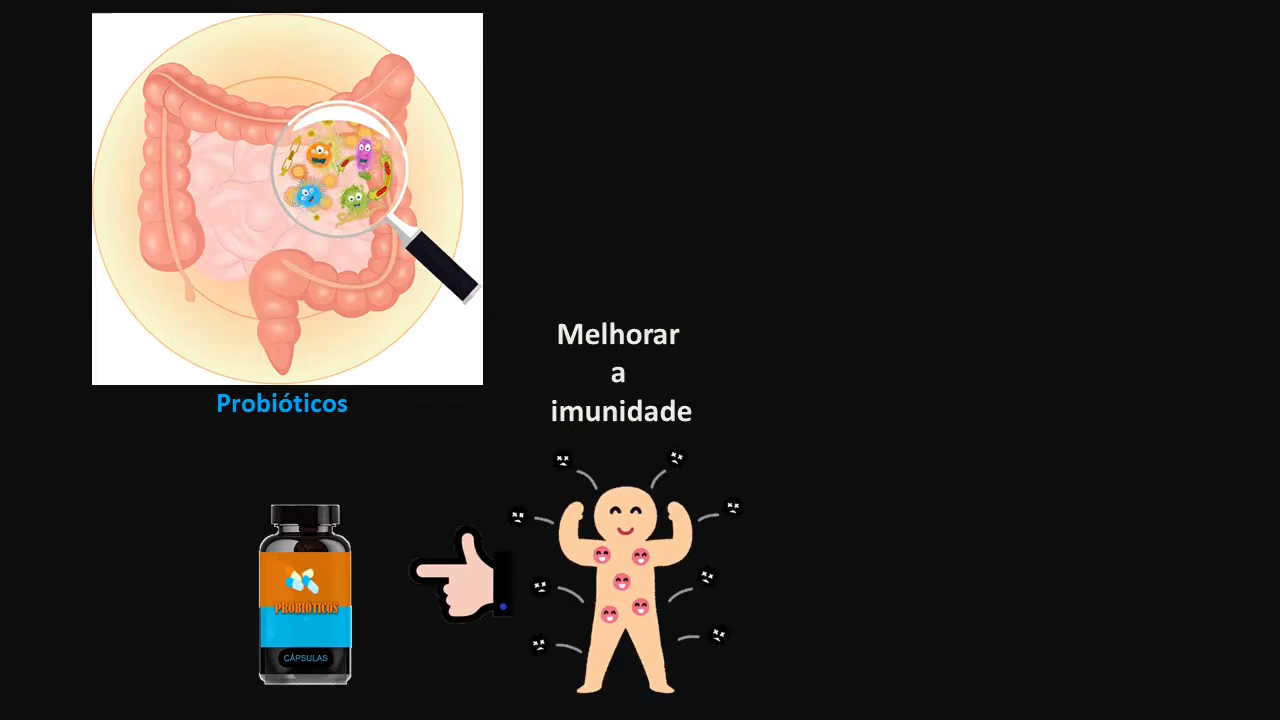 Melhorar
a
imunidade
Probióticos
PROBIÓTICOS
CÁPSULAS